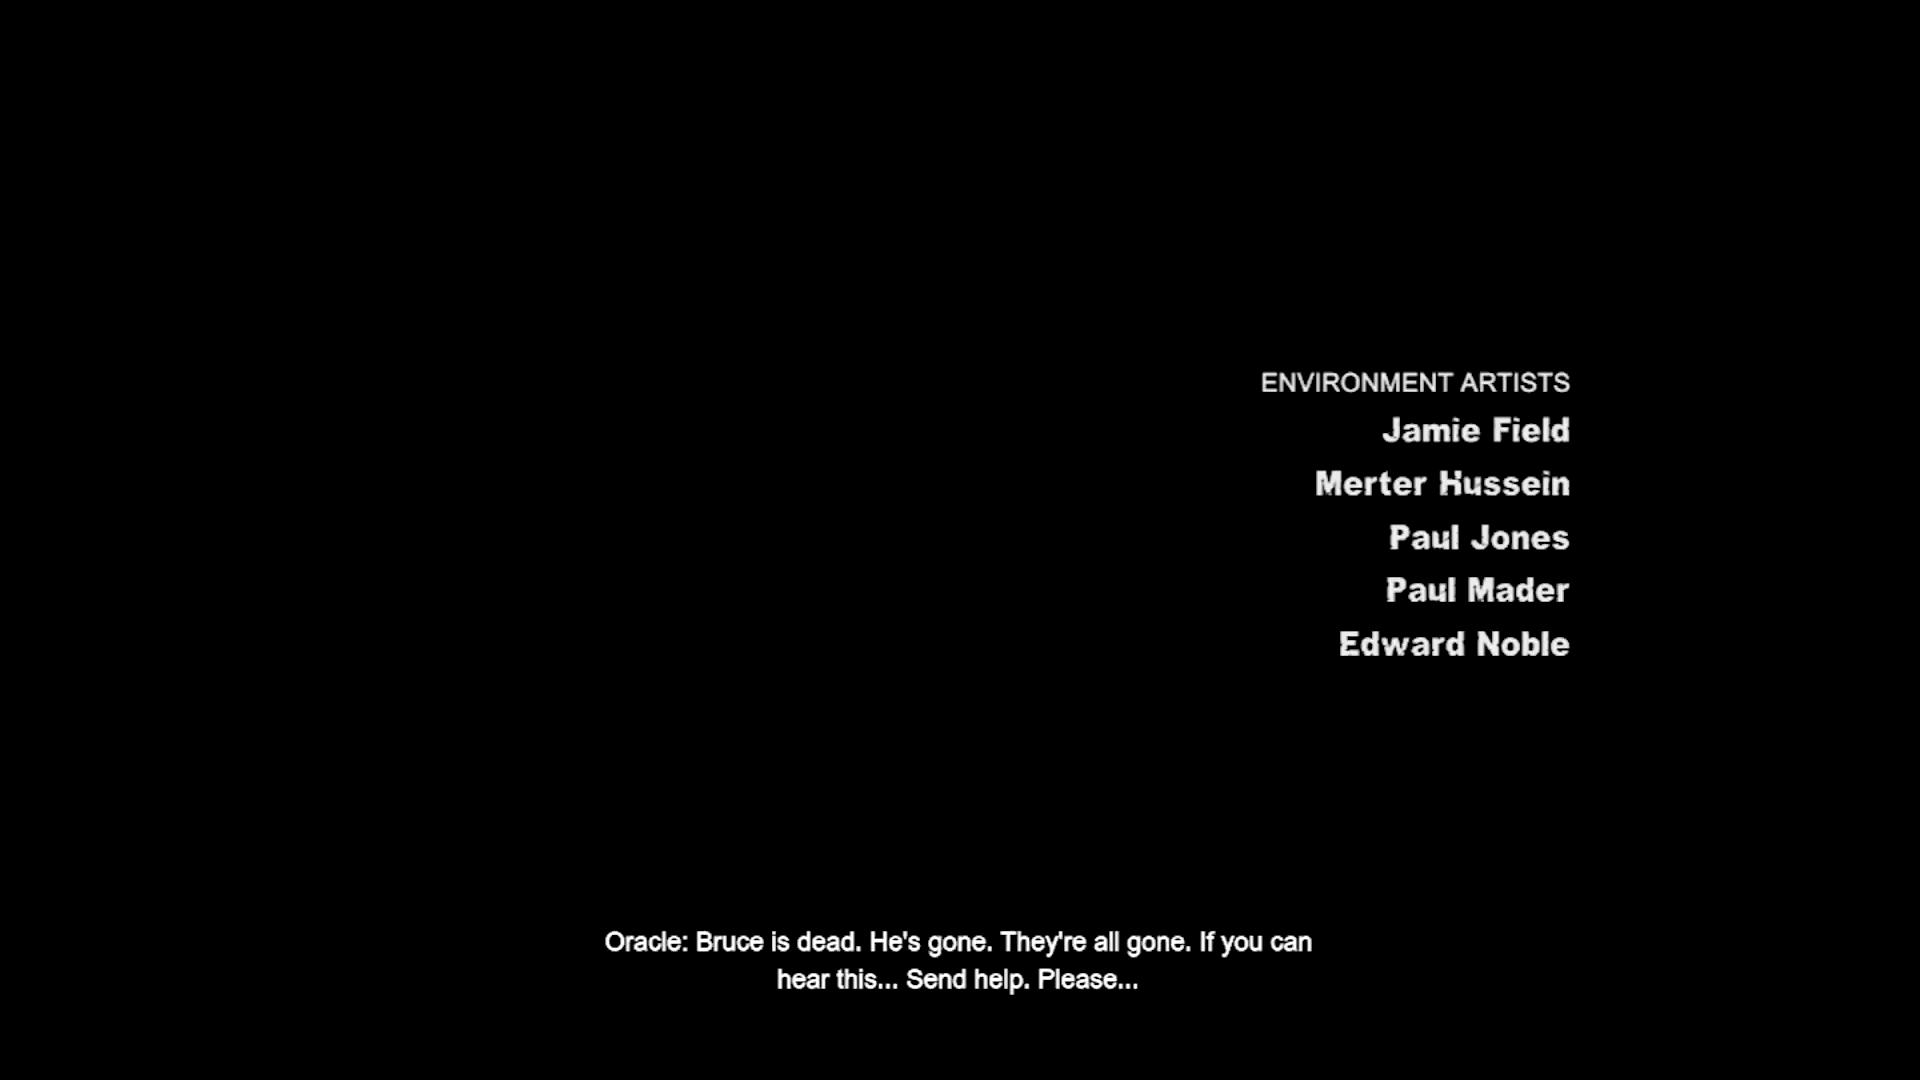 ENVIRONMENT ARTISTS
Jamie Field
Merter Hussein
Paul Jones
Paul Mader
Edward Noble
Oracle: Bruce is dead. He's gone. They're all gone. If you can
hear this... Send help. Please...